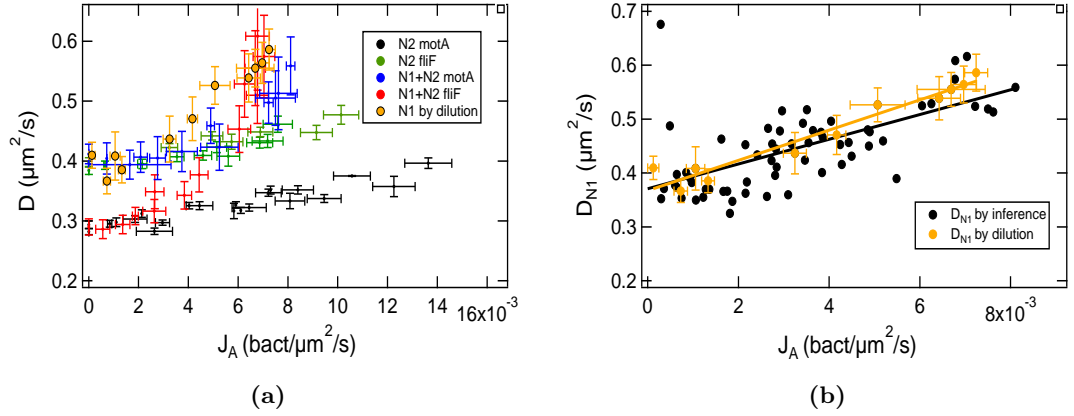 0.6
0.5
0.4
0.3
0.2
D (µm²/s)
N2 motA
N2 fliF
N1+N2 motA
N1+N2 fliF
N1 by dilution
0 2 4 6 8 10 12 16x10⁻³
J_A (bact/µm²/s)
(a)
0.7
0.6
0.5
0.4
0.3
0.2
D_N1 (µm²/s)
D_N1 by inference
D_N1 by dilution
0 2 4 6 8x10⁻³
J_A (bact/µm²/s)
(b)